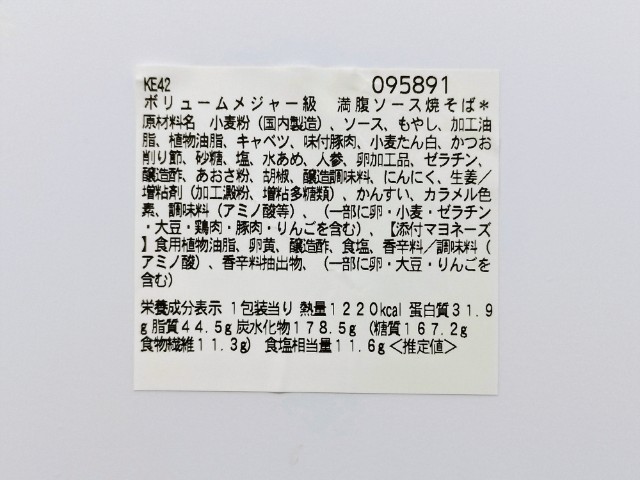 KE42
095891
ボリュームメジャー級　満腹ソース焼そば＊
原材料名　小麦粉（国内製造）、ソース、もやし、加工油
脂、植物油脂、キャベツ、味付豚肉、小麦たん白、かつお
削り節、砂糖、塩、水あめ、人参、卵加工品、ゼラチン、
醸造酢、あおさ粉、胡椒、醸造調味料、にんにく、生姜／
増粘剤（加工澱粉、増粘多糖類）、かんすい、カラメル色
素、調味料（アミノ酸等）、（一部に卵・小麦・ゼラチン
・大豆・鶏肉・豚肉・りんごを含む）、【添付マヨネーズ
】食用植物油脂、卵黄、醸造酢、食塩、香辛料／調味料（
アミノ酸）、香辛料抽出物、（一部に卵・大豆・りんごを
含む）
栄養成分表示　１包装当り　熱量１２２０kcal　蛋白質３１．９
g　脂質４４．５g　炭水化物１７８．５g　（糖質１６７．２g
食物繊維１１．３g）　食塩相当量１１．６g＜推定値＞